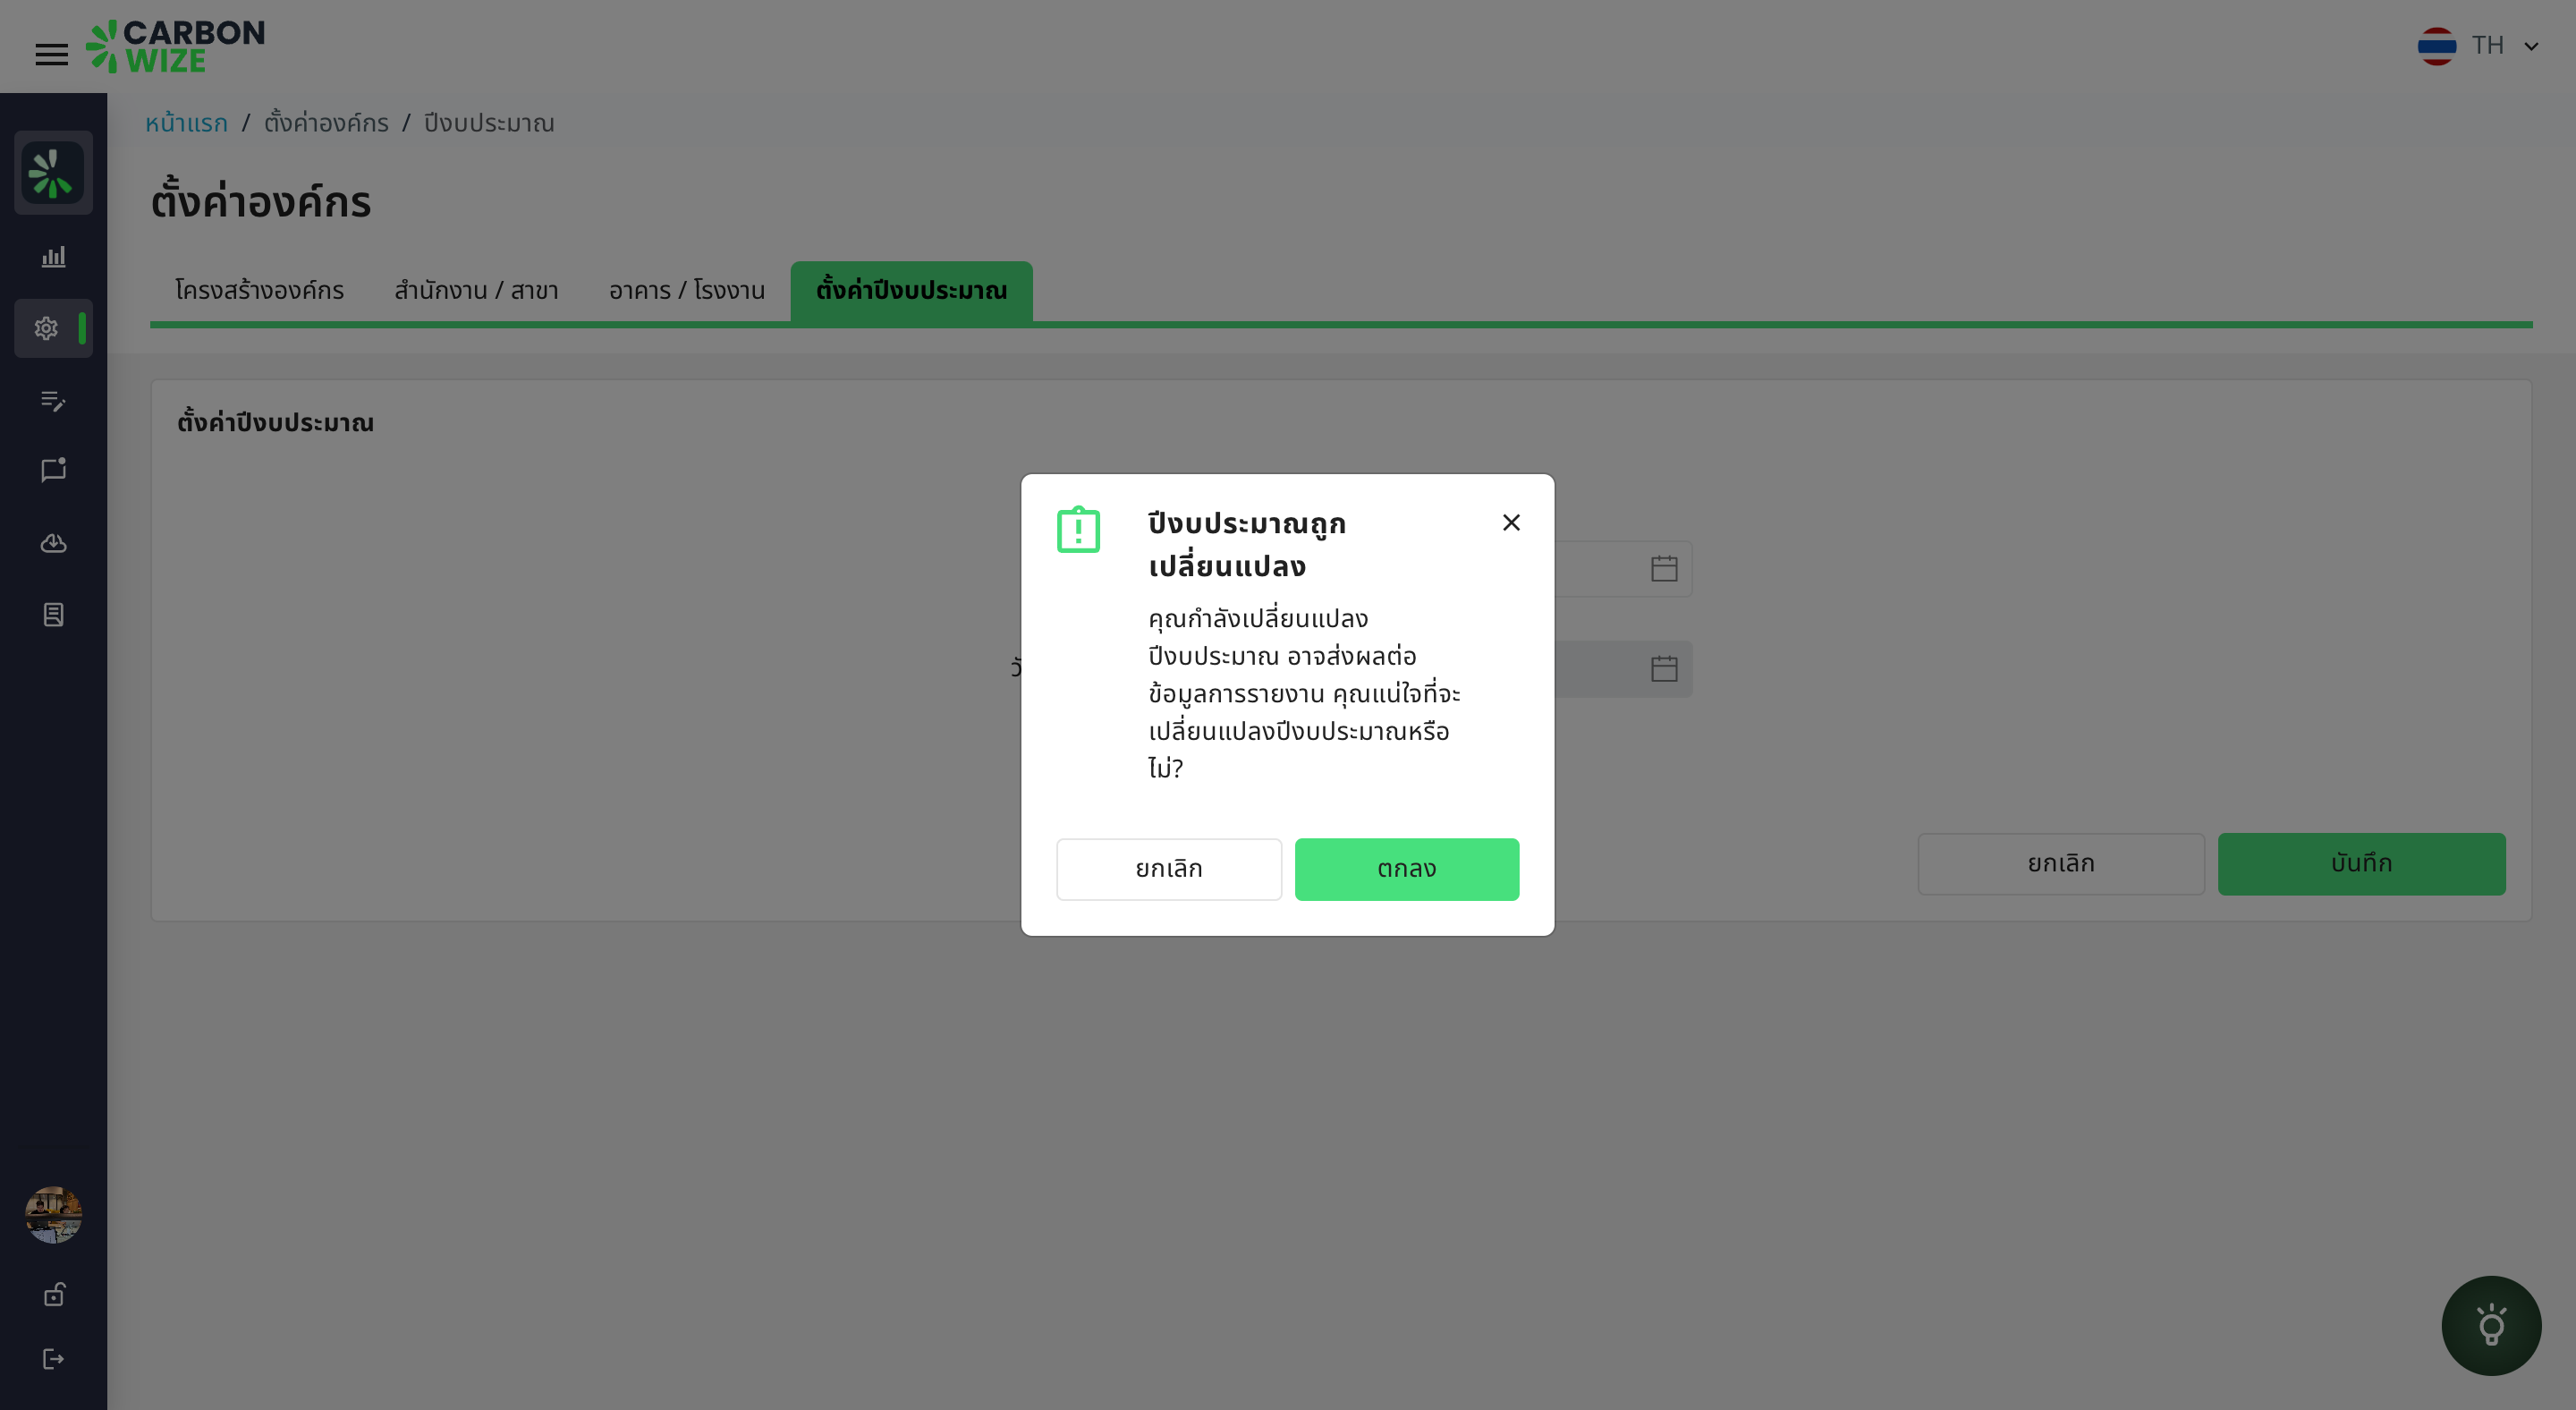 CARBON
WIZE
TH
หน้าแรก / ตั้งค่าองค์กร / ปีงบประมาณ
ตั้งค่าองค์กร
โครงสร้างองค์กร สำนักงาน / สาขา อาคาร / โรงงาน ตั้งค่าปีงบประมาณ
ตั้งค่าปีงบประมาณ
ปีงบประมาณถูก
เปลี่ยนแปลง
คุณกำลังเปลี่ยนแปลง
ปีงบประมาณ อาจส่งผลต่อ
ข้อมูลการรายงาน คุณแน่ใจที่จะ
เปลี่ยนแปลงปีงบประมาณหรือ
ไม่?
ยกเลิก ตกลง
ยกเลิก บันทึก